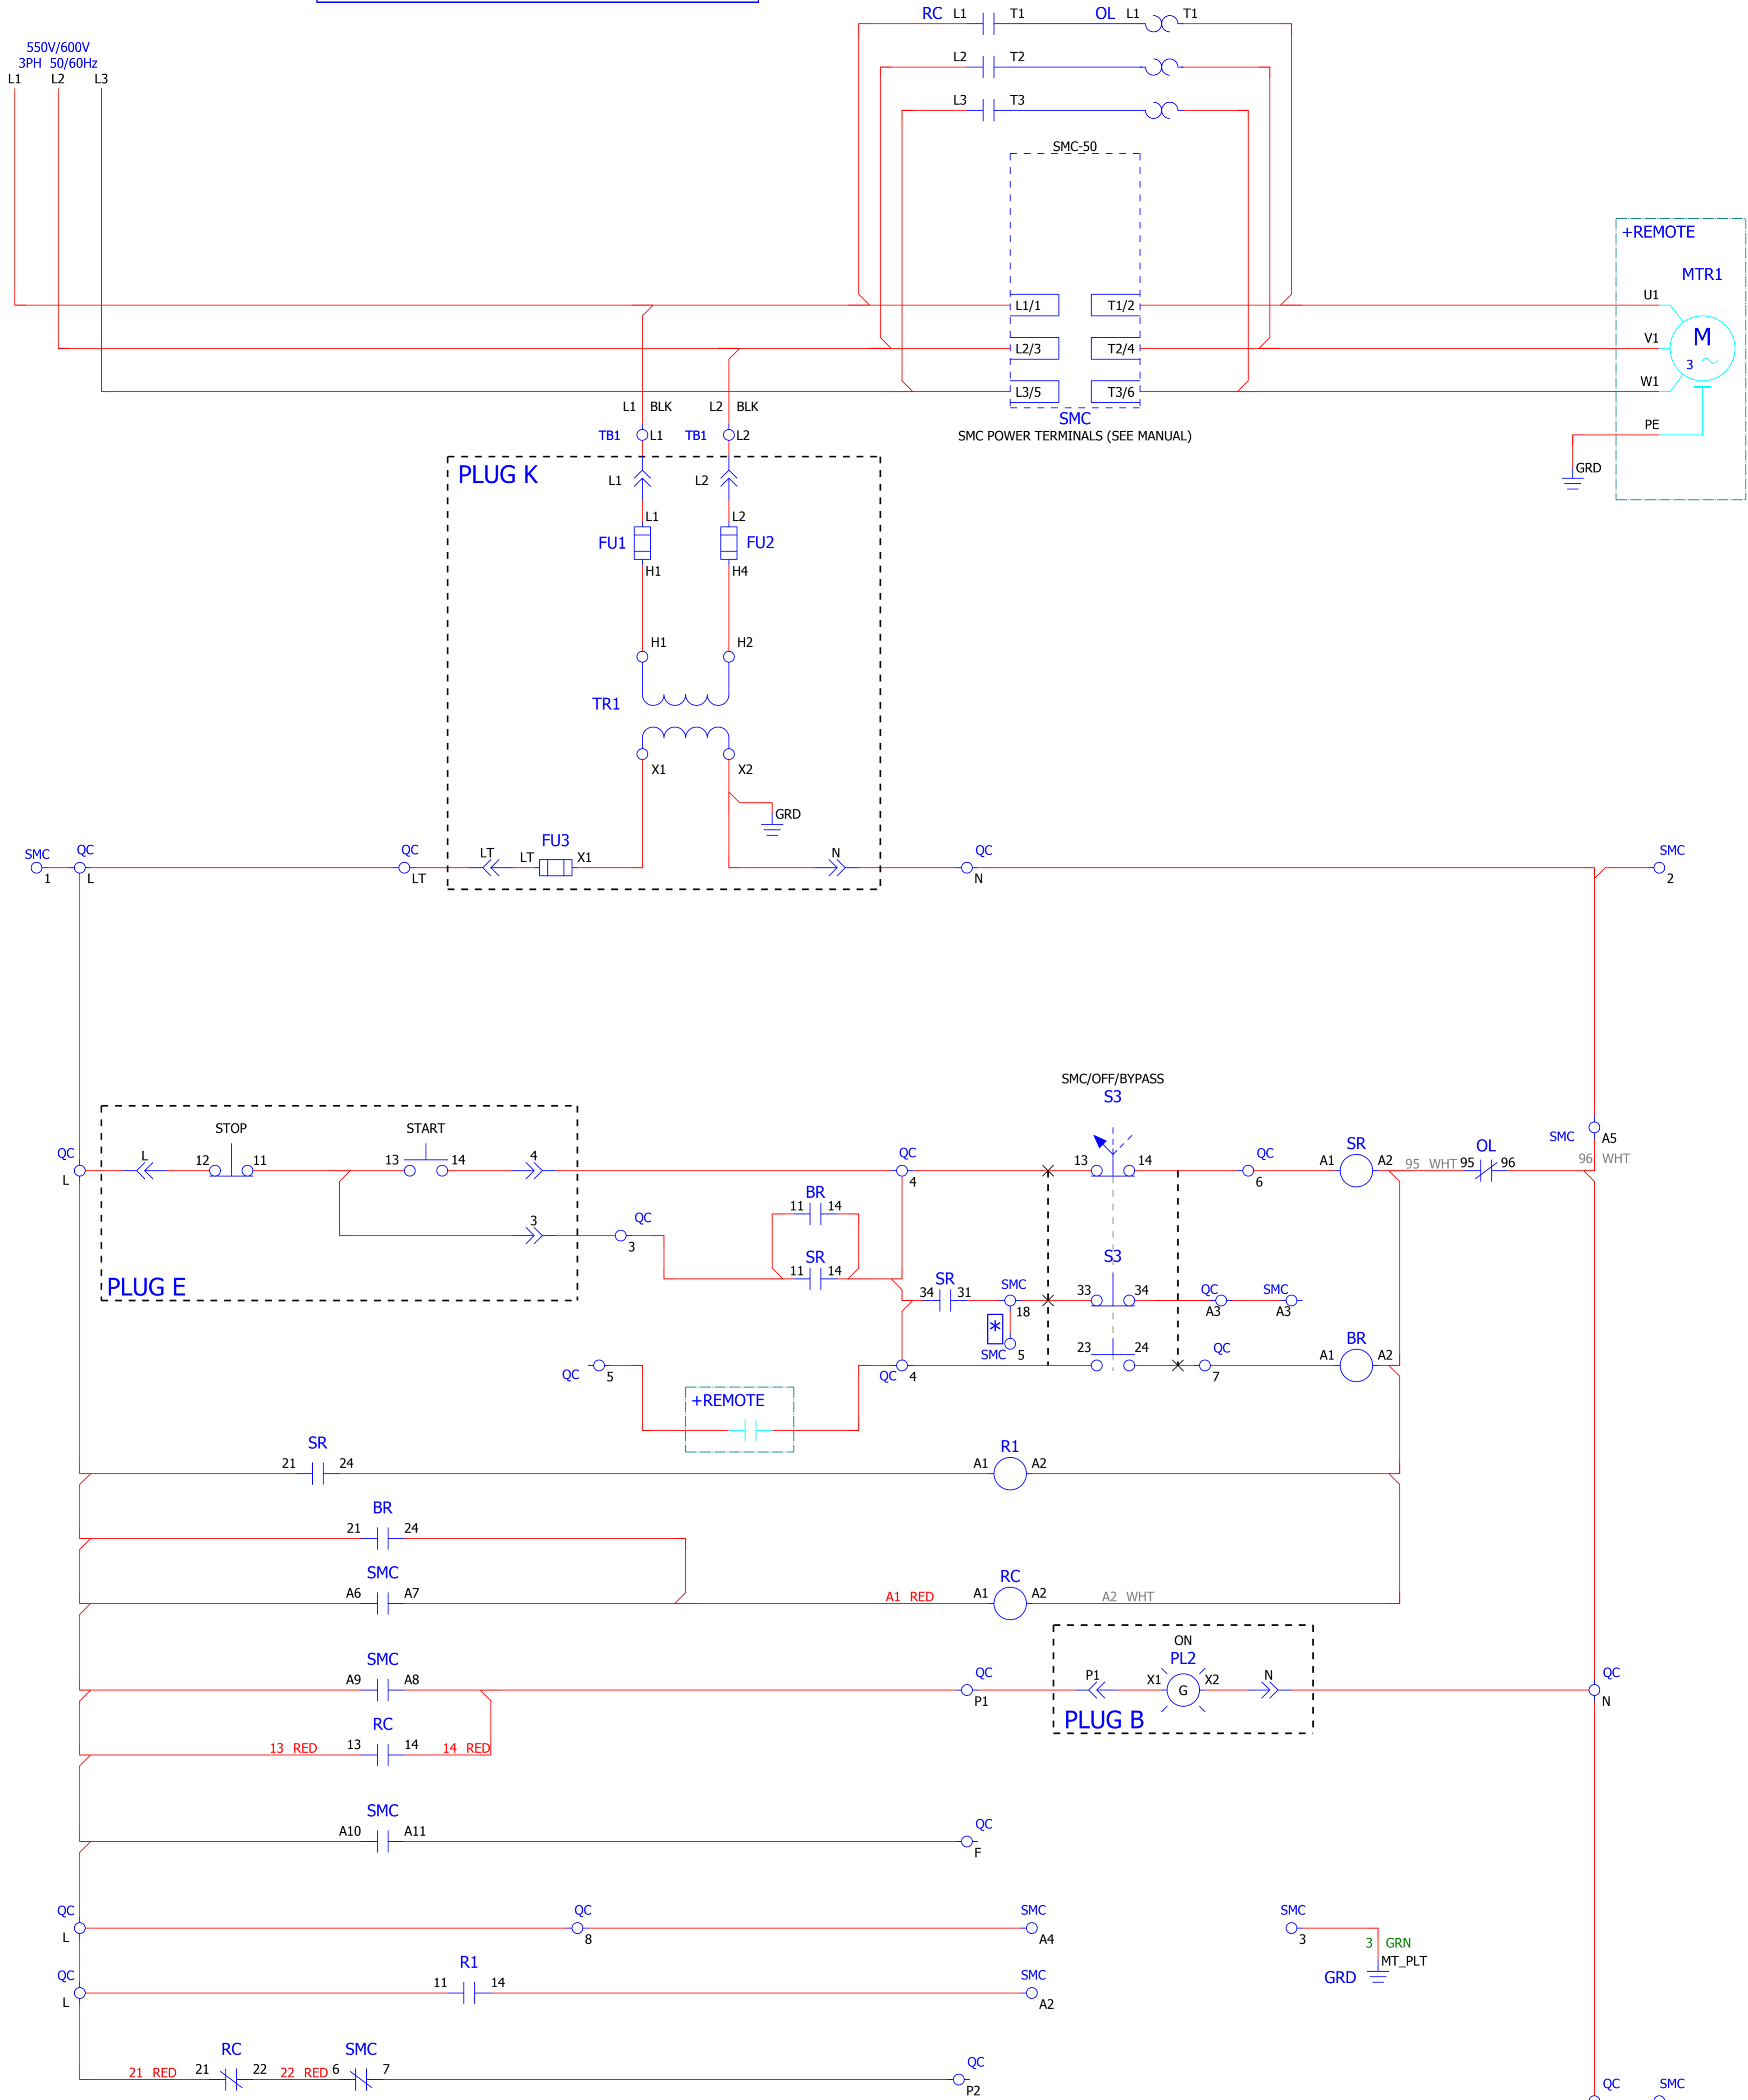 RC L1 T1 OL L1 T1
550V/600V
3PH 50/60Hz
L1 L2 L3
L2 T2
L3 T3
SMC-50
+REMOTE
MTR1
L1/1 T1/2 U1
L2/3 T2/4 V1
M
3
L3/5 T3/6 W1
L1 BLK L2 BLK
SMC
SMC POWER TERMINALS (SEE MANUAL)
PE
TB1 L1 TB1 L2
GRD
PLUG K
L1 L2
L1 L2
FU1 FU2
H1 H4
H1 H2
TR1
X1 X2
GRD
SMC QC QC LT LT FU3 X1 N QC SMC
1 L LT N 2
SMC/OFF/BYPASS
S3
STOP START
SMC A5
QC L 12 11 13 14 4 QC 13 14 QC SR A1 A2 95 WHT 95 OL 96 96 WHT
L 4 6
BR
11 14
3 QC
3
SR
11 14
S3
PLUG E
SR
34 31 SMC 33 34 QC SMC
18 A3 A3
*
SMC 5 23 24 QC BR A1 A2
QC 5 QC 4 7
+REMOTE
SR R1
21 24 A1 A2
BR
21 24
SMC RC
A6 A7 A1 RED A1 A2 A2 WHT
ON
SMC PL2
A9 A8 QC P1 X1 G X2 N QC
P1 N
PLUG B
RC
13 RED 13 14 14 RED
SMC
A10 A11 QC
F
QC QC SMC SMC
L 8 A4 3
3 GRN
MT_PLT
GRD
QC R1 SMC
L 11 14 A2
RC SMC
21 RED 21 22 22 RED 6 7 QC
P2
QC SMC